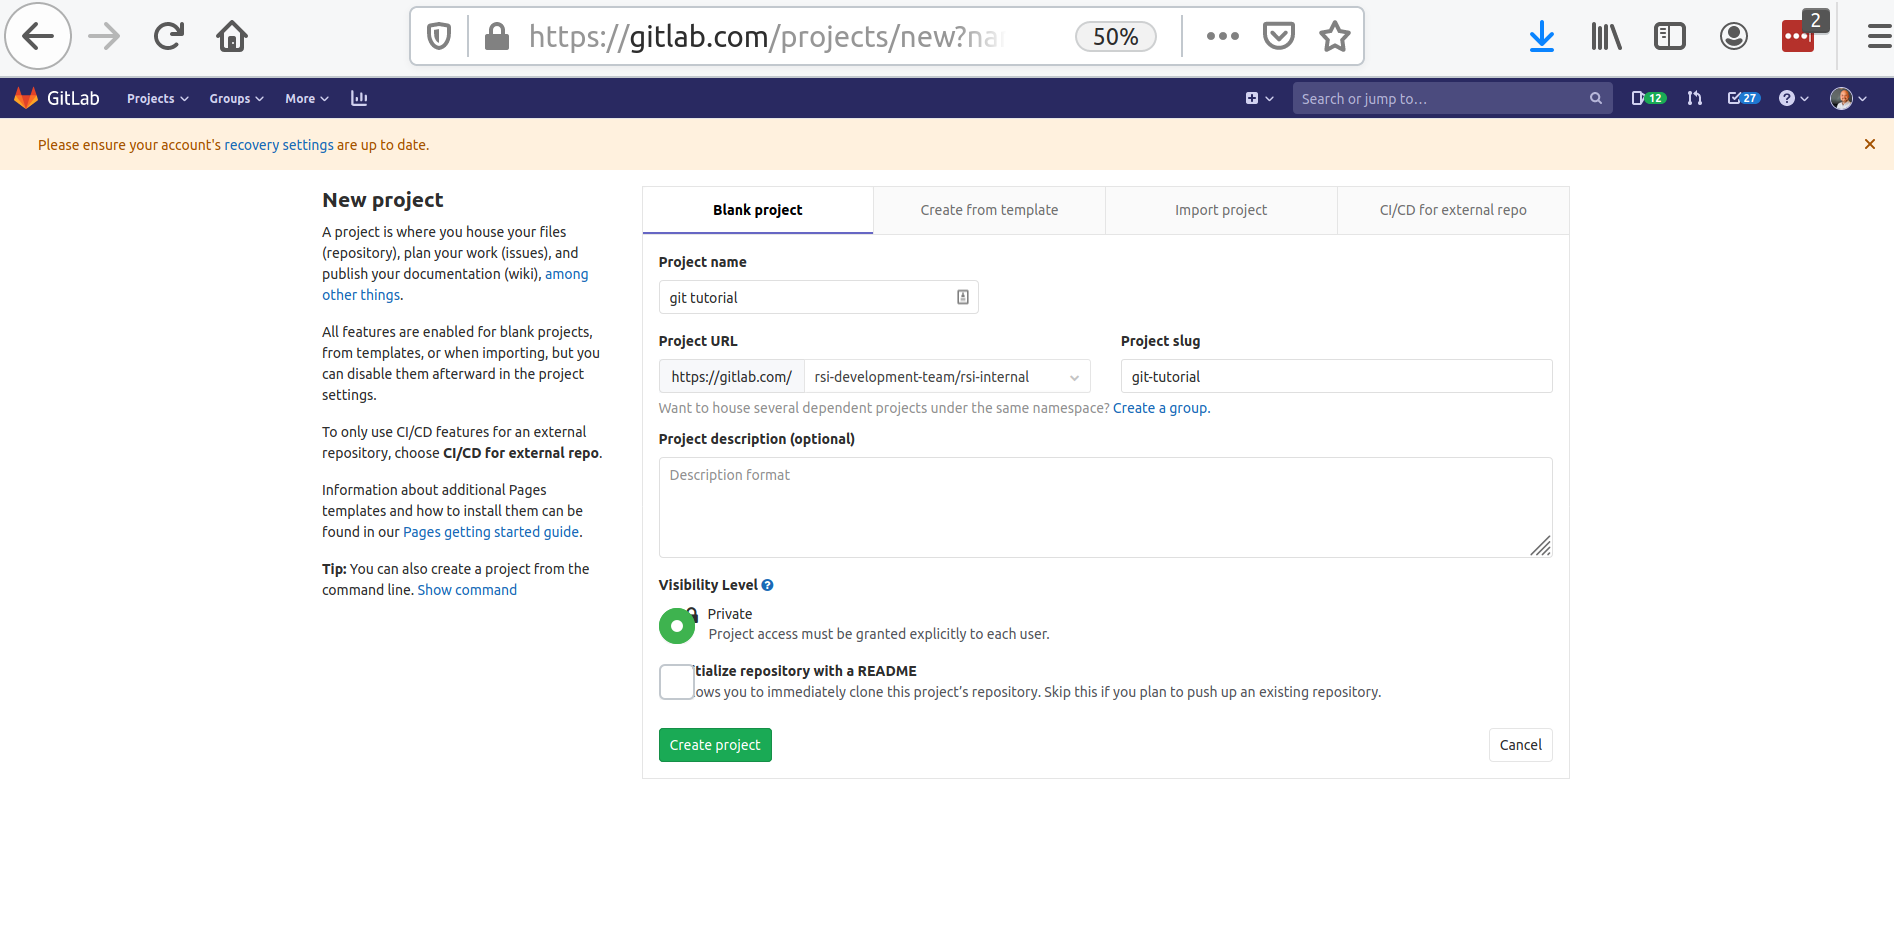 https://gitlab.com/projects/new?na
50%
2
GitLab
Projects
Groups
More
Search or jump to…
12
27
Please ensure your account's recovery settings are up to date.
New project
A project is where you house your files
(repository), plan your work (issues), and
publish your documentation (wiki), among
other things.
All features are enabled for blank projects,
from templates, or when importing, but you
can disable them afterward in the project
settings.
To only use CI/CD features for an external
repository, choose CI/CD for external repo.
Information about additional Pages
templates and how to install them can be
found in our Pages getting started guide.
Tip: You can also create a project from the
command line. Show command
Blank project
Create from template
Import project
CI/CD for external repo
Project name
git tutorial
Project URL
Project slug
https://gitlab.com/
rsi-development-team/rsi-internal
git-tutorial
Want to house several dependent projects under the same namespace? Create a group.
Project description (optional)
Description format
Visibility Level
Private
Project access must be granted explicitly to each user.
tialize repository with a README
ows you to immediately clone this project’s repository. Skip this if you plan to push up an existing repository.
Create project
Cancel